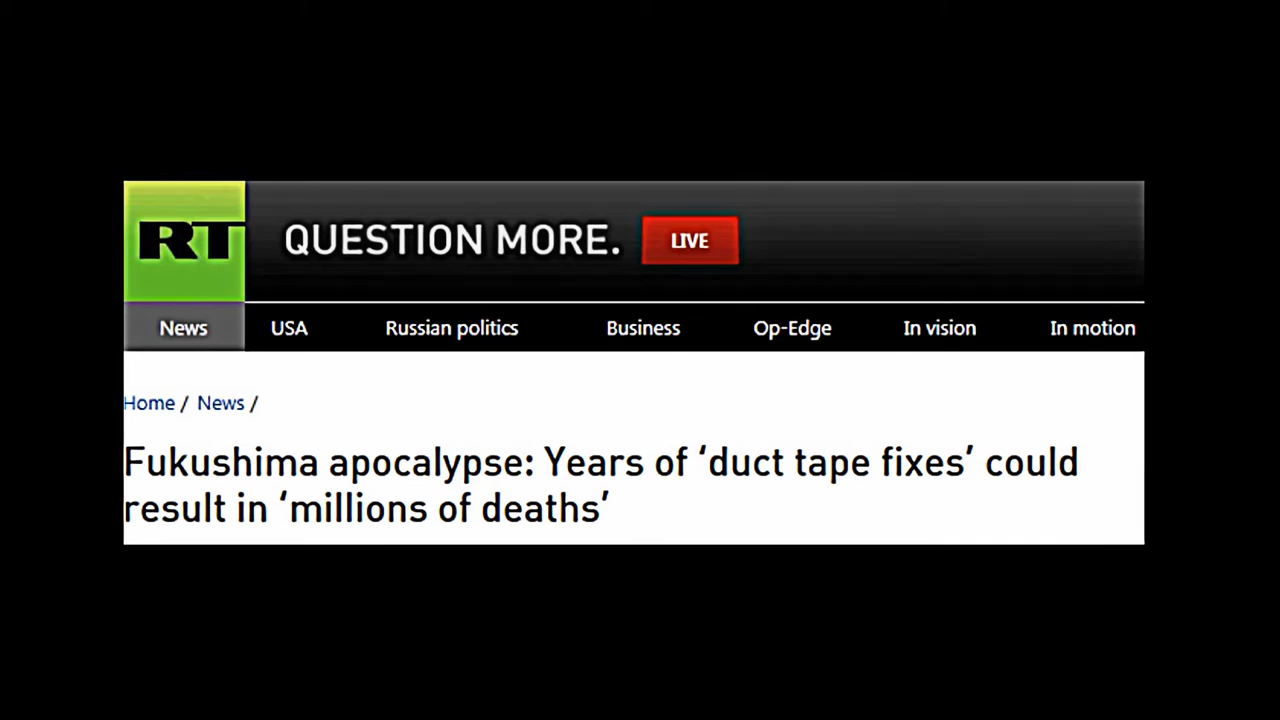 RT QUESTION MORE. LIVE
News USA Russian politics Business Op-Edge In vision In motion
Home / News /
Fukushima apocalypse: Years of ‘duct tape fixes’ could
result in ‘millions of deaths’